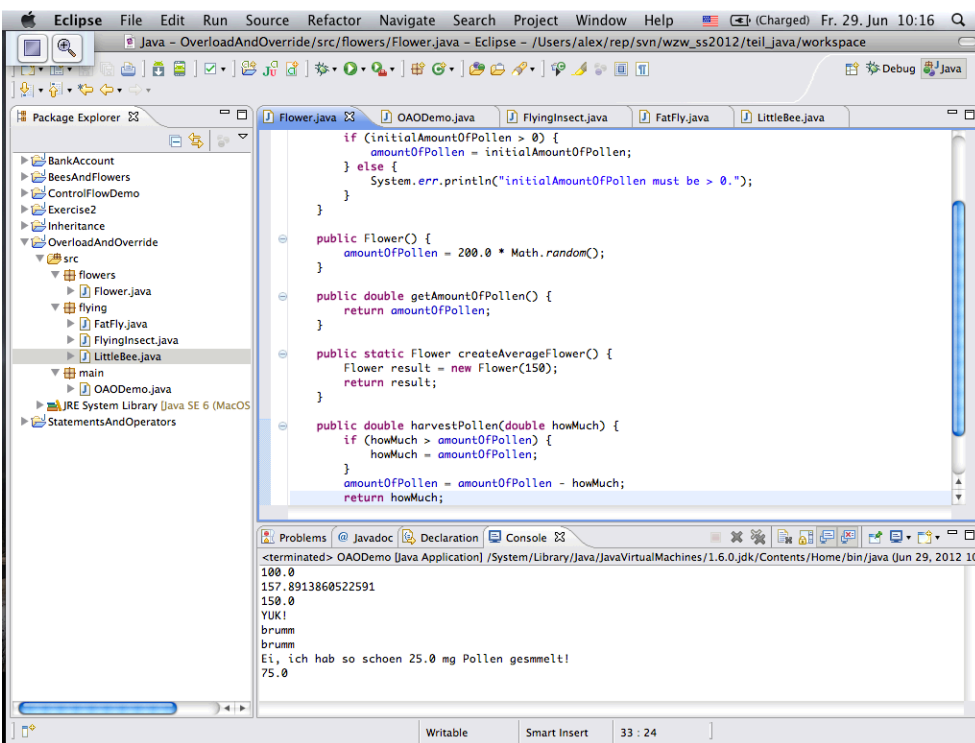 Eclipse File Edit Run Source Refactor Navigate Search Project Window Help (Charged) Fr. 29. Jun 10:16
Java – OverloadAndOverride/src/flowers/Flower.java – Eclipse – /Users/alex/rep/svn/wzw_ss2012/teil_java/workspace
Debug Java
Package Explorer
BankAccount
BeesAndFlowers
ControlFlowDemo
Exercise2
Inheritance
OverloadAndOverride
src
flowers
Flower.java
flying
FatFly.java
FlyingInsect.java
LittleBee.java
main
OAODemo.java
JRE System Library [Java SE 6 (MacOS
StatementsAndOperators
Flower.java OAODemo.java FlyingInsect.java FatFly.java LittleBee.java
if (initialAmountOfPollen > 0) {
amountOfPollen = initialAmountOfPollen;
} else {
System.err.println("initialAmountOfPollen must be > 0.");
}
}
public Flower() {
amountOfPollen = 200.0 * Math.random();
}
public double getAmountOfPollen() {
return amountOfPollen;
}
public static Flower createAverageFlower() {
Flower result = new Flower(150);
return result;
}
public double harvestPollen(double howMuch) {
if (howMuch > amountOfPollen) {
howMuch = amountOfPollen;
}
amountOfPollen = amountOfPollen - howMuch;
return howMuch;
Problems @ Javadoc Declaration Console
<terminated> OAODemo [Java Application] /System/Library/Java/JavaVirtualMachines/1.6.0.jdk/Contents/Home/bin/java (Jun 29, 2012 10
100.0
157.8913860522591
150.0
YUK!
brumm
brumm
Ei, ich hab so schoen 25.0 mg Pollen gesmmelt!
75.0
Writable Smart Insert 33 : 24